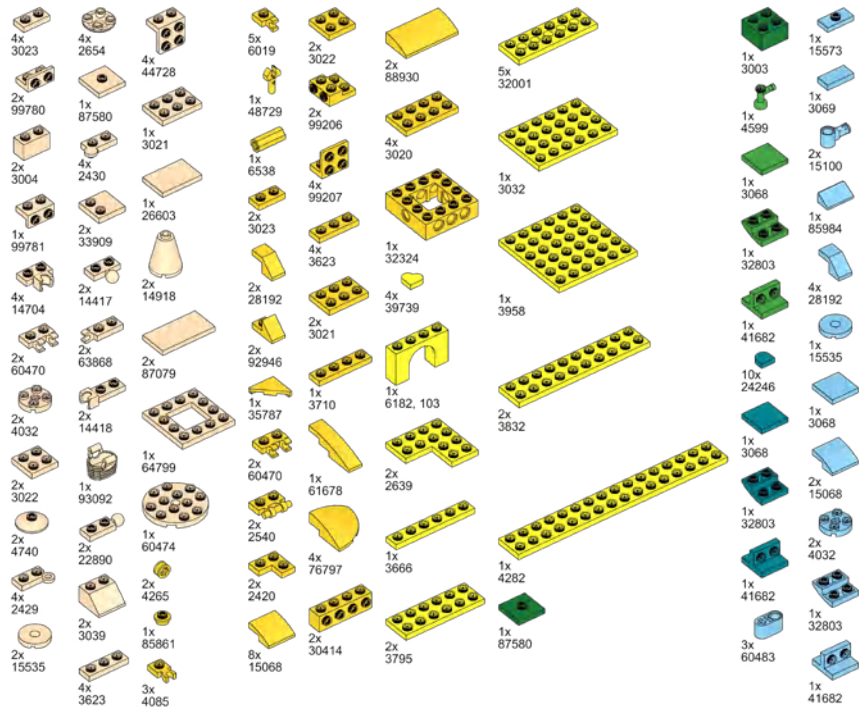 4x
3023
2x
99780
2x
3004
1x
99781
4x
14704
2x
60470
2x
4032
2x
3022
2x
4740
4x
2429
2x
15535
4x
2654
1x
87580
4x
2430
2x
33909
2x
14417
2x
63868
2x
14418
1x
93092
2x
22890
2x
3039
4x
3623
4x
44728
1x
3021
1x
26603
2x
14918
2x
87079
1x
64799
1x
60474
2x
4265
1x
85861
3x
4085
5x
6019
1x
48729
1x
6538
2x
3023
2x
28192
2x
92946
1x
35787
2x
60470
2x
2540
2x
2420
8x
15068
2x
3022
2x
99206
4x
99207
4x
3623
2x
3021
1x
3710
1x
61678
4x
76797
2x
30414
2x
88930
4x
3020
1x
32324
4x
39739
1x
6182, 103
2x
2639
1x
3666
2x
3795
5x
32001
1x
3032
1x
3958
2x
3832
1x
4282
1x
87580
1x
3003
1x
4599
1x
3068
1x
32803
1x
41682
10x
24246
1x
3068
1x
32803
1x
41682
3x
60483
1x
15573
1x
3069
2x
15100
1x
85984
4x
28192
1x
15535
1x
3068
2x
15068
2x
4032
1x
32803
1x
41682